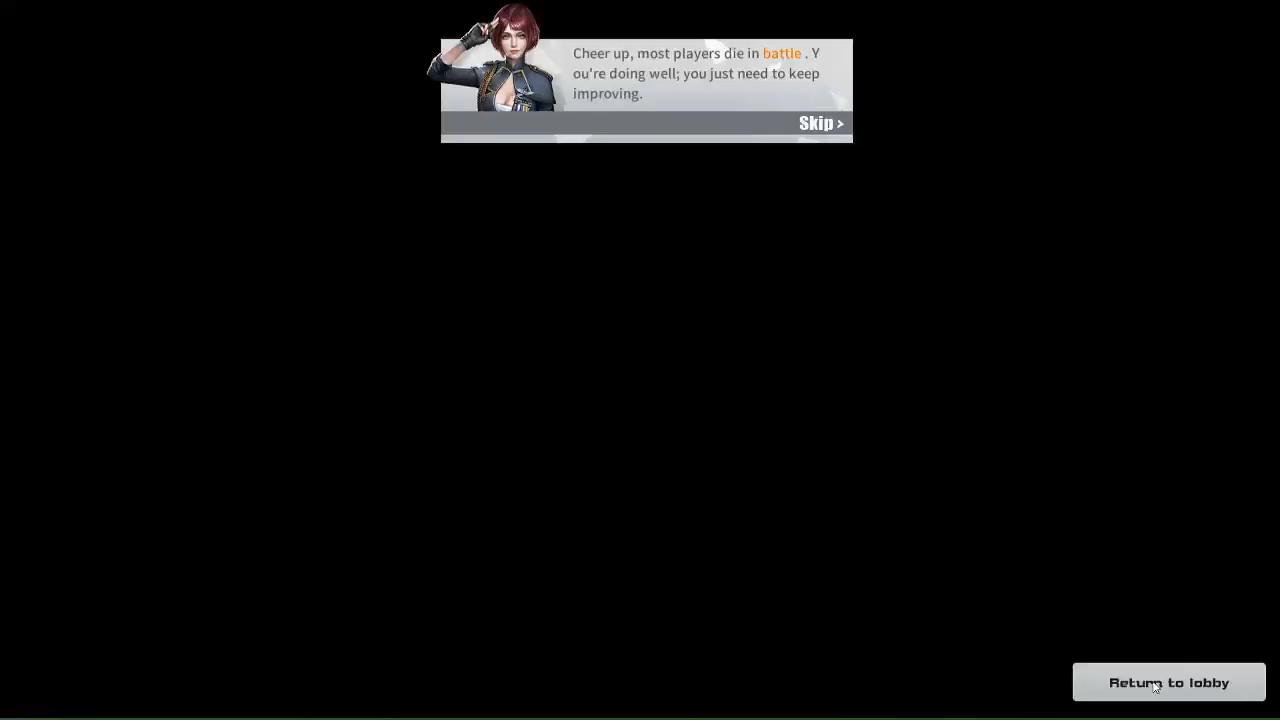 Cheer up, most players die in battle . Y
ou're doing well; you just need to keep
improving.
Skip >
Return to lobby